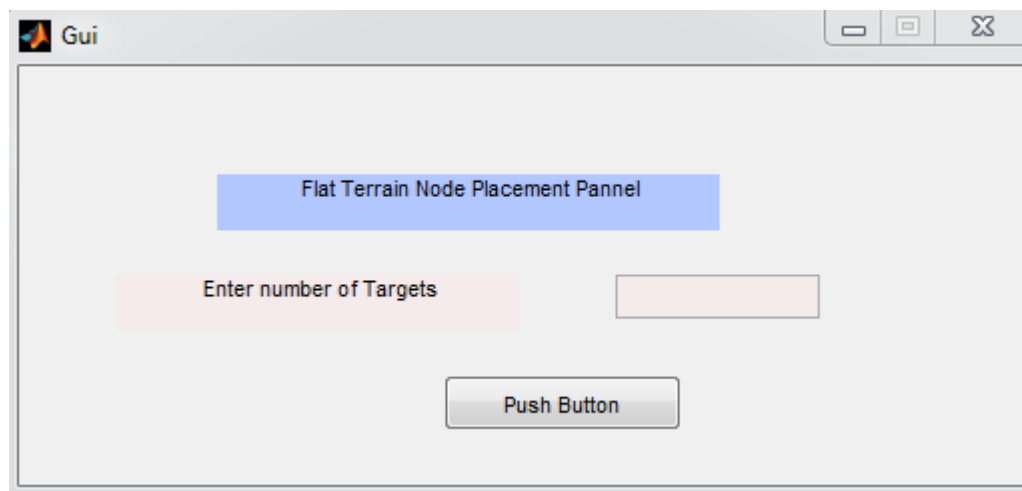 Gui
Flat Terrain Node Placement Pannel
Enter number of Targets
Push Button